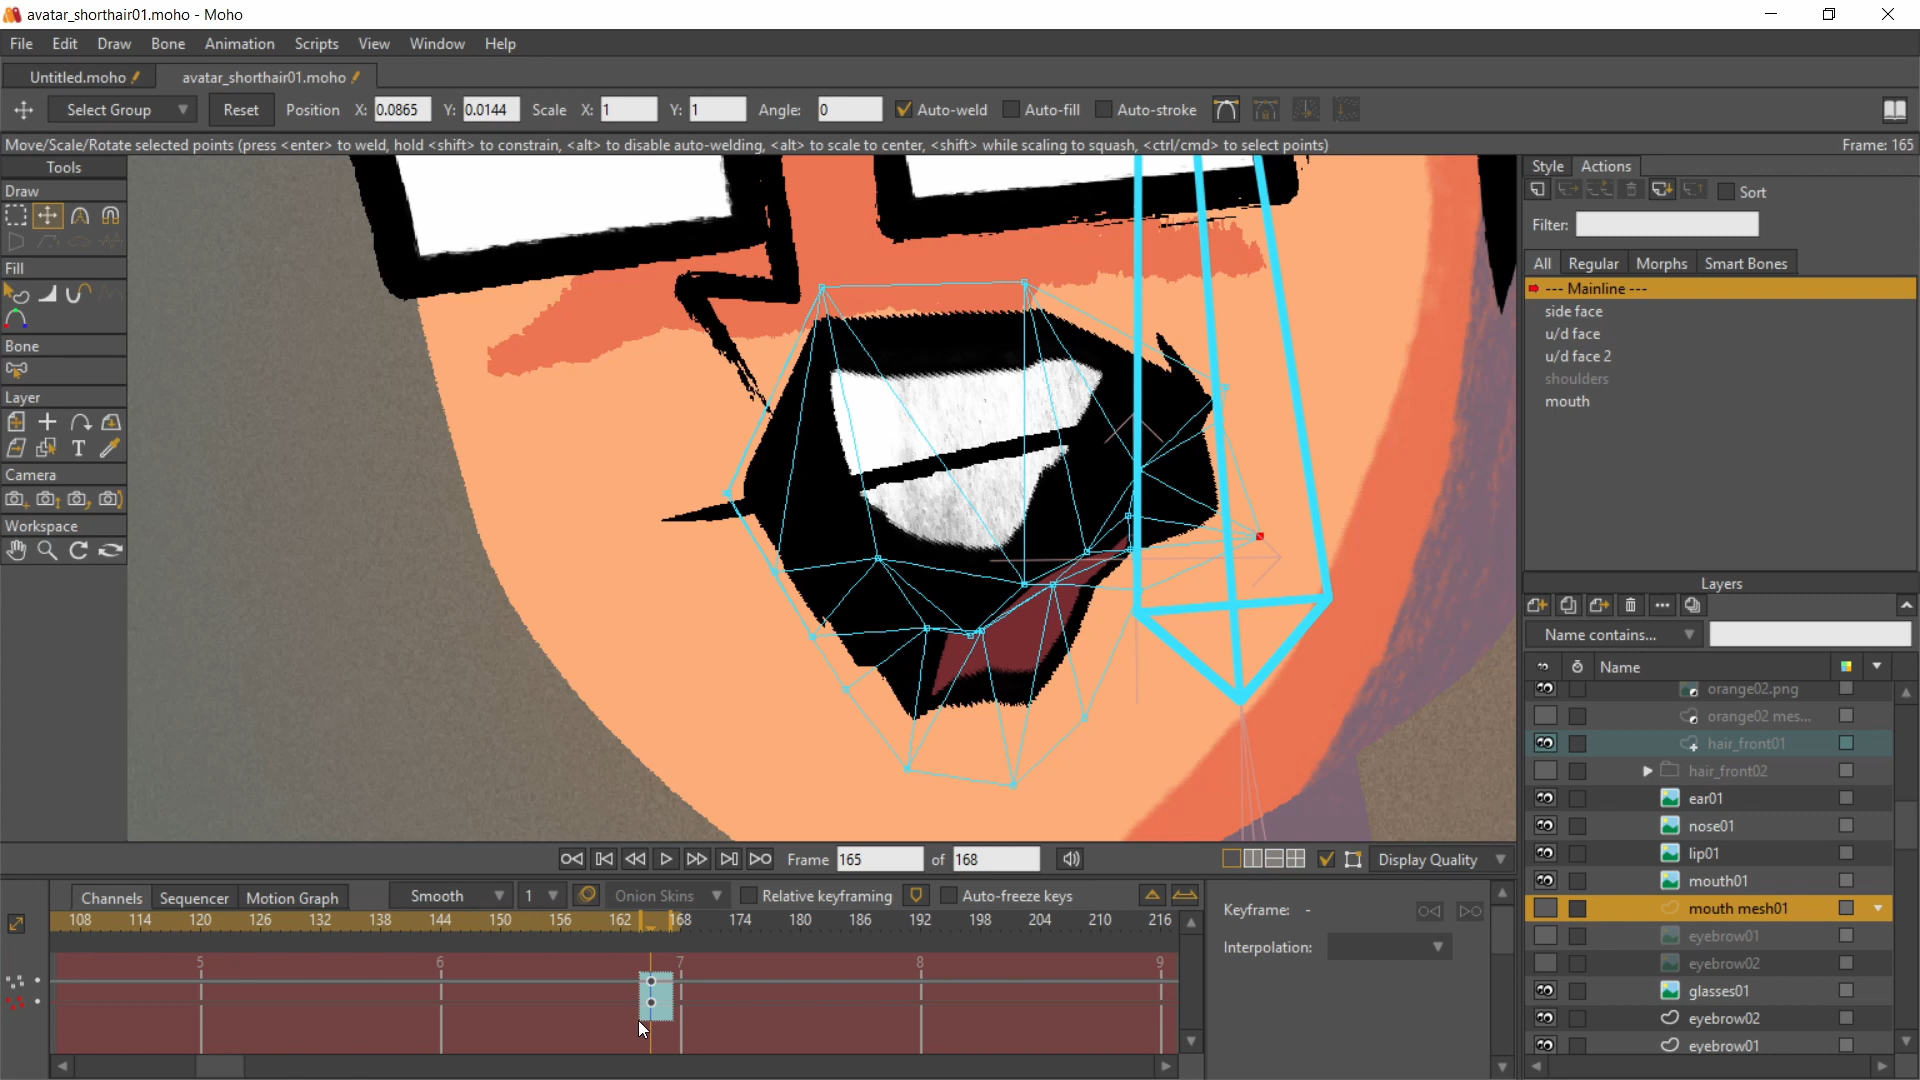 avatar_shorthair01.moho - Moho
File Edit Draw Bone Animation Scripts View Window Help
Untitled.moho avatar_shorthair01.moho
Select Group Reset Position X: 0.0865 Y: 0.0144 Scale X: 1 Y: 1 Angle: 0 Auto-weld Auto-fill Auto-stroke
Move/Scale/Rotate selected points (press <enter> to weld, hold <shift> to constrain, <alt> to disable auto-welding, <alt> to scale to center, <shift> while scaling to squash, <ctrl/cmd> to select points) Frame: 165
Tools
Draw
Fill
Bone
Layer
T
Camera
Workspace
Style Actions
Sort
Filter:
All Regular Morphs Smart Bones
--- Mainline ---
side face
u/d face
u/d face 2
shoulders
mouth
Layers
Name contains...
Name
orange02.png
orange02 mes...
hair_front01
hair_front02
ear01
nose01
lip01
mouth01
mouth mesh01
eyebrow01
eyebrow02
glasses01
eyebrow02
eyebrow01
Frame 165 of 168 Display Quality
Channels Sequencer Motion Graph Smooth 1 Onion Skins Relative keyframing Auto-freeze keys
108 114 120 126 132 138 144 150 156 162 168 174 180 186 192 198 204 210 216
5 6 7 8 9
Keyframe: -
Interpolation: